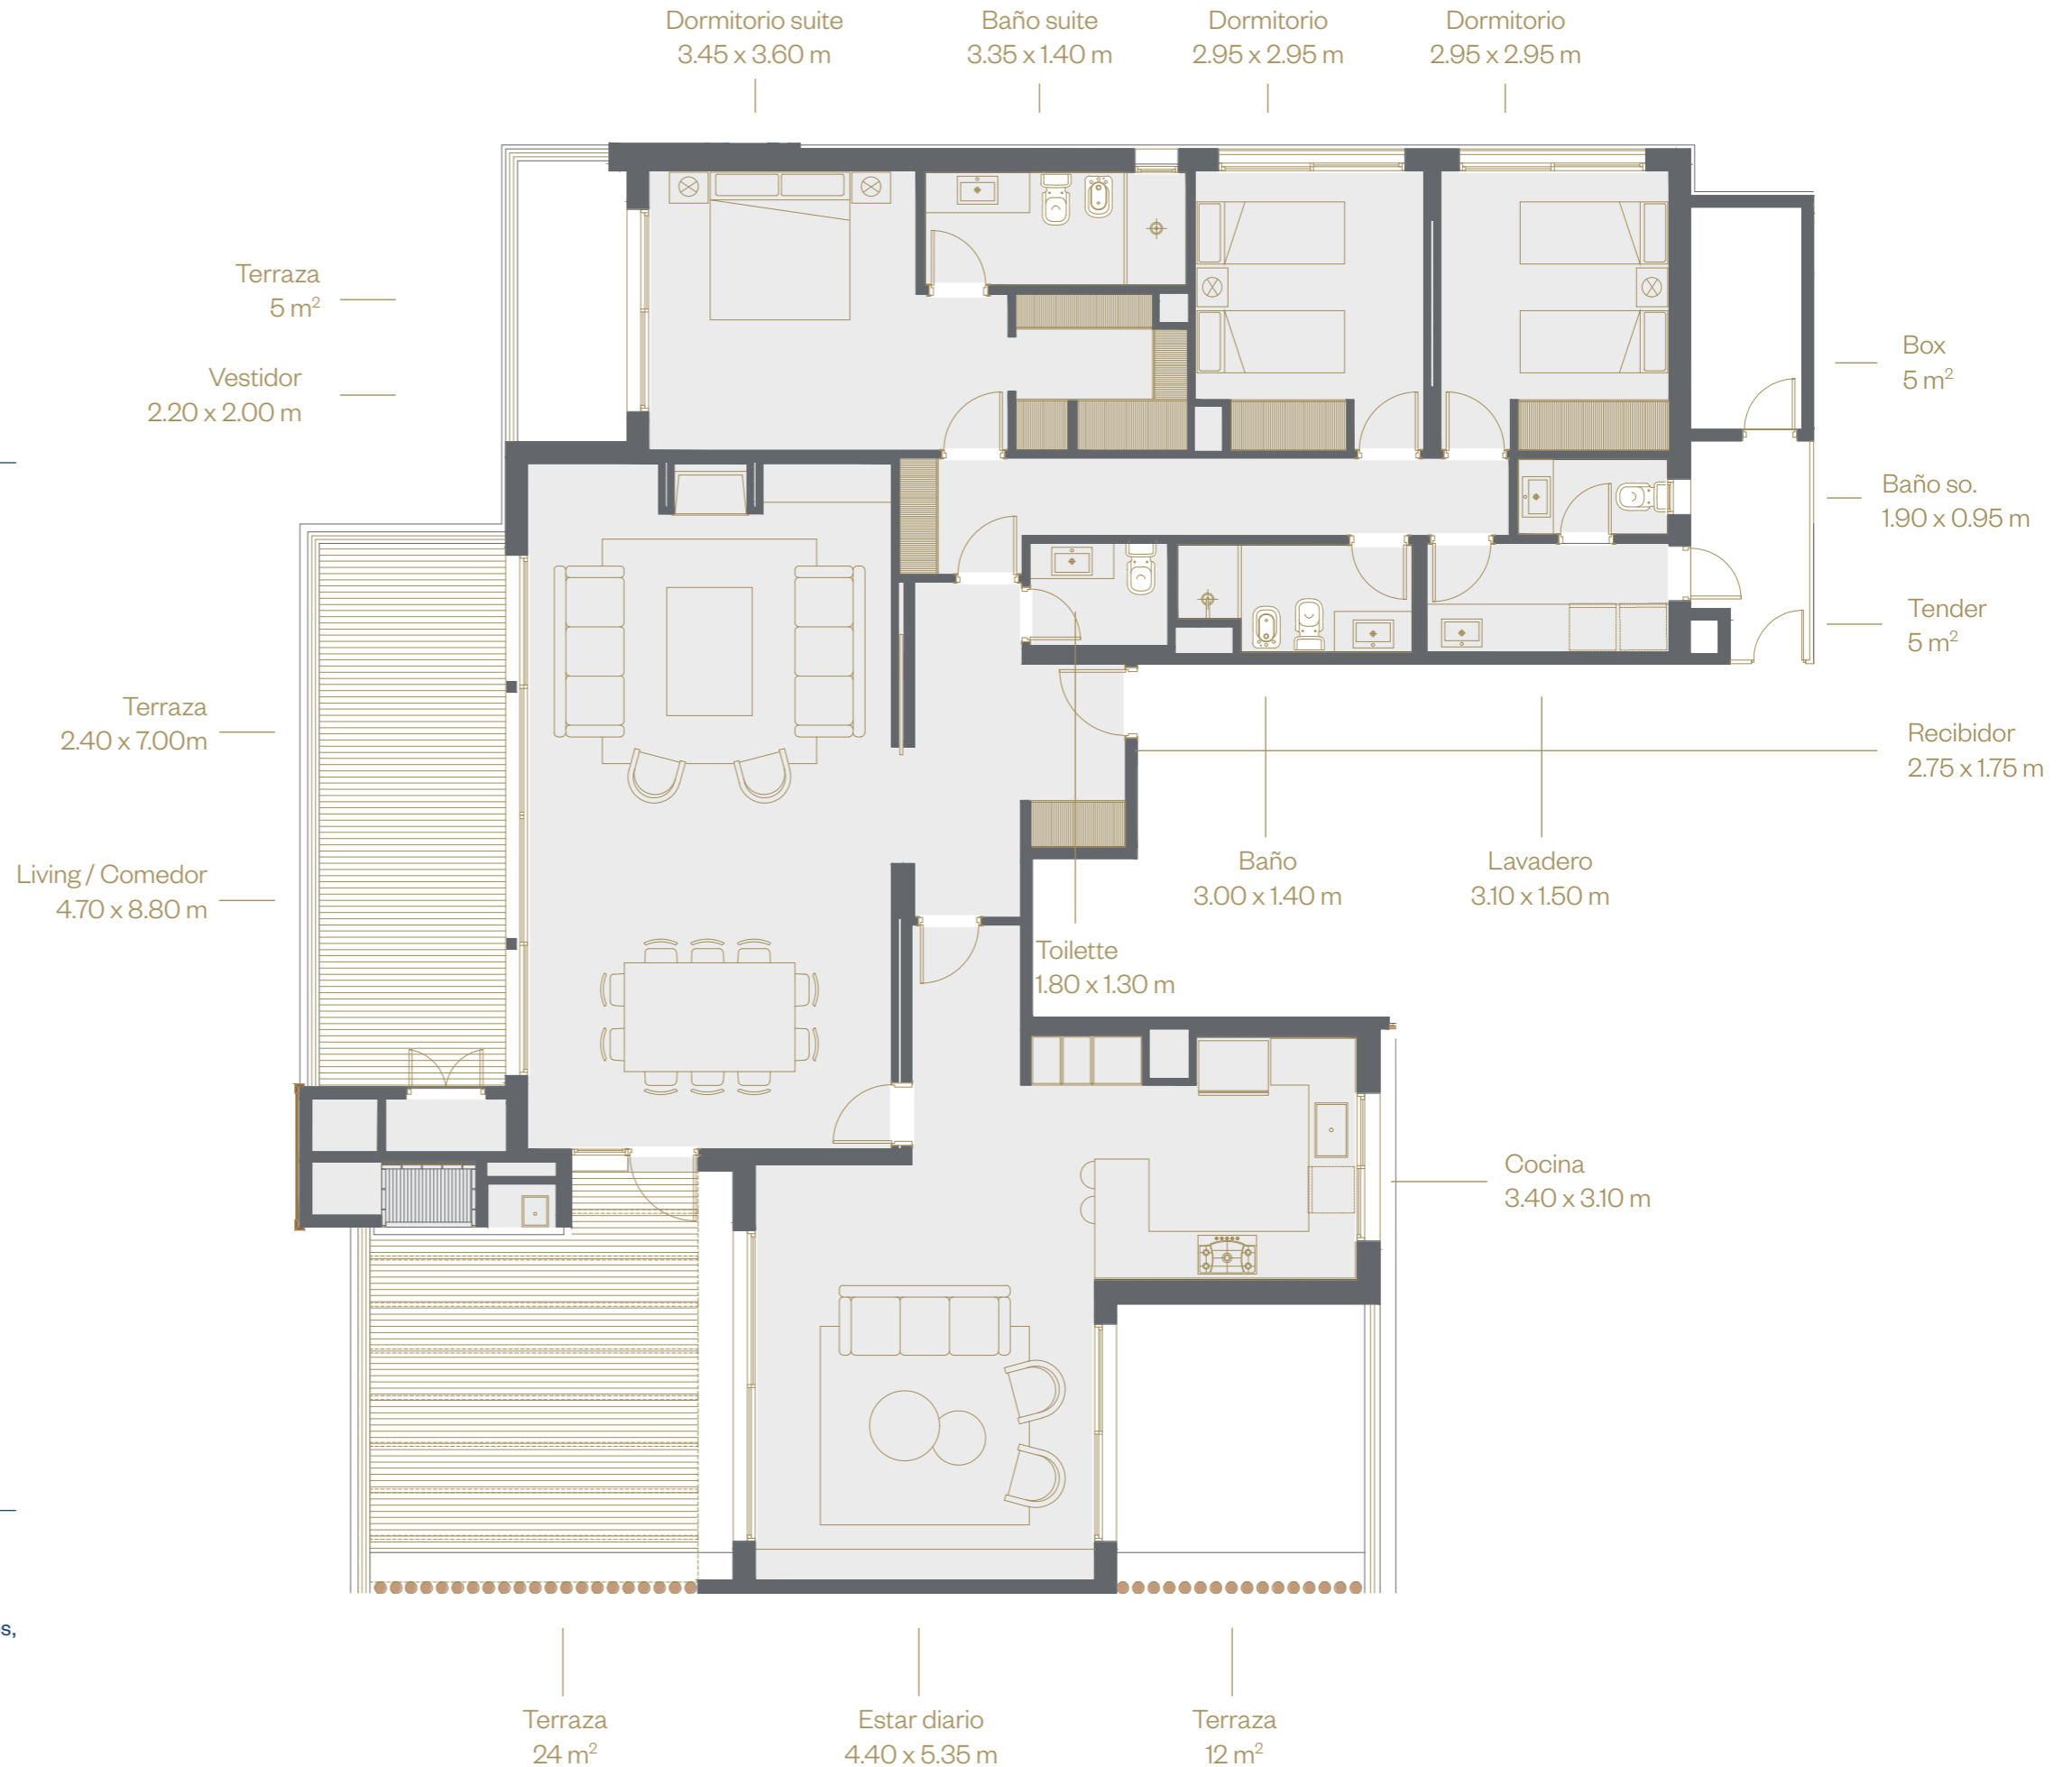 Dormitorio suite
3.45 x 3.60 m
Baño suite
3.35 x 1.40 m
Dormitorio
2.95 x 2.95 m
Dormitorio
2.95 x 2.95 m
Terraza
5 m²
Vestidor
2.20 x 2.00 m
Box
5 m²
Baño so.
1.90 x 0.95 m
Tender
5 m²
Terraza
2.40 x 7.00m
Recibidor
2.75 x 1.75 m
Living / Comedor
4.70 x 8.80 m
Baño
3.00 x 1.40 m
Lavadero
3.10 x 1.50 m
Toilette
1.80 x 1.30 m
Cocina
3.40 x 3.10 m
s,
Terraza
24 m²
Estar diario
4.40 x 5.35 m
Terraza
12 m²